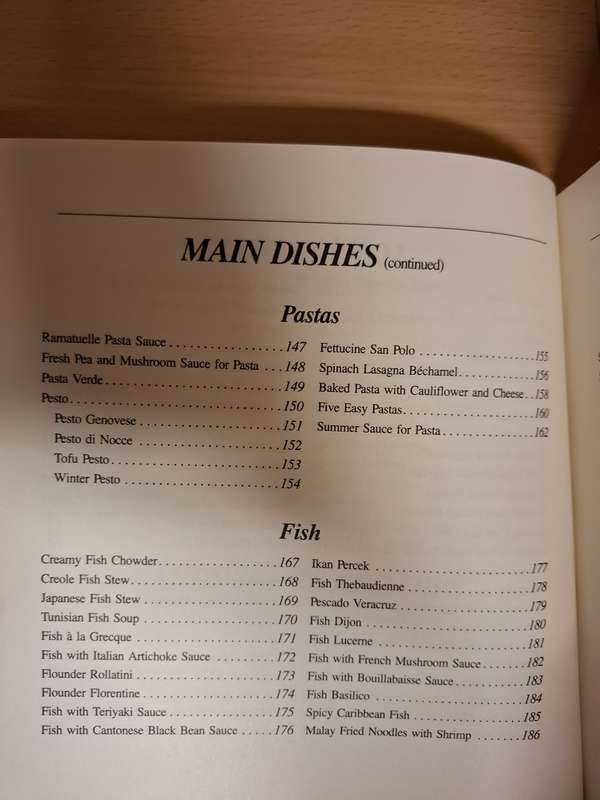 MAIN DISHES (continued)
Pastas
Ramatuelle Pasta Sauce . . . . . . . . . . . . . . . . . 147
Fresh Pea and Mushroom Sauce for Pasta . . . 148
Pasta Verde . . . . . . . . . . . . . . . . . . . . . . . . . . 149
Pesto . . . . . . . . . . . . . . . . . . . . . . . . . . . . . . . 150
Pesto Genovese . . . . . . . . . . . . . . . . . . . . . 151
Pesto di Nocce . . . . . . . . . . . . . . . . . . . . . 152
Tofu Pesto . . . . . . . . . . . . . . . . . . . . . . . . . 153
Winter Pesto . . . . . . . . . . . . . . . . . . . . . . . 154
Fettucine San Polo . . . . . . . . . . . . . . . . . . 155
Spinach Lasagna Béchamel . . . . . . . . . . . . 156
Baked Pasta with Cauliflower and Cheese . . 158
Five Easy Pastas . . . . . . . . . . . . . . . . . . . . 160
Summer Sauce for Pasta . . . . . . . . . . . . . . 162
Fish
Creamy Fish Chowder . . . . . . . . . . . . . . . . . . 167
Creole Fish Stew . . . . . . . . . . . . . . . . . . . . . . 168
Japanese Fish Stew . . . . . . . . . . . . . . . . . . . . 169
Tunisian Fish Soup . . . . . . . . . . . . . . . . . . . . 170
Fish à la Grecque . . . . . . . . . . . . . . . . . . . . . 171
Fish with Italian Artichoke Sauce . . . . . . . . . 172
Flounder Rollatini . . . . . . . . . . . . . . . . . . . . . 173
Flounder Florentine . . . . . . . . . . . . . . . . . . . . 174
Fish with Teriyaki Sauce . . . . . . . . . . . . . . . . 175
Fish with Cantonese Black Bean Sauce . . . . . 176
Ikan Percek . . . . . . . . . . . . . . . . . . . . . . . . 177
Fish Thebaudienne . . . . . . . . . . . . . . . . . . . 178
Pescado Veracruz . . . . . . . . . . . . . . . . . . . . 179
Fish Dijon . . . . . . . . . . . . . . . . . . . . . . . . . 180
Fish Lucerne . . . . . . . . . . . . . . . . . . . . . . . 181
Fish with French Mushroom Sauce . . . . . . . 182
Fish with Bouillabaisse Sauce . . . . . . . . . . . . 183
Fish Basilico . . . . . . . . . . . . . . . . . . . . . . . 184
Spicy Caribbean Fish . . . . . . . . . . . . . . . . . 185
Malay Fried Noodles with Shrimp . . . . . . . 186